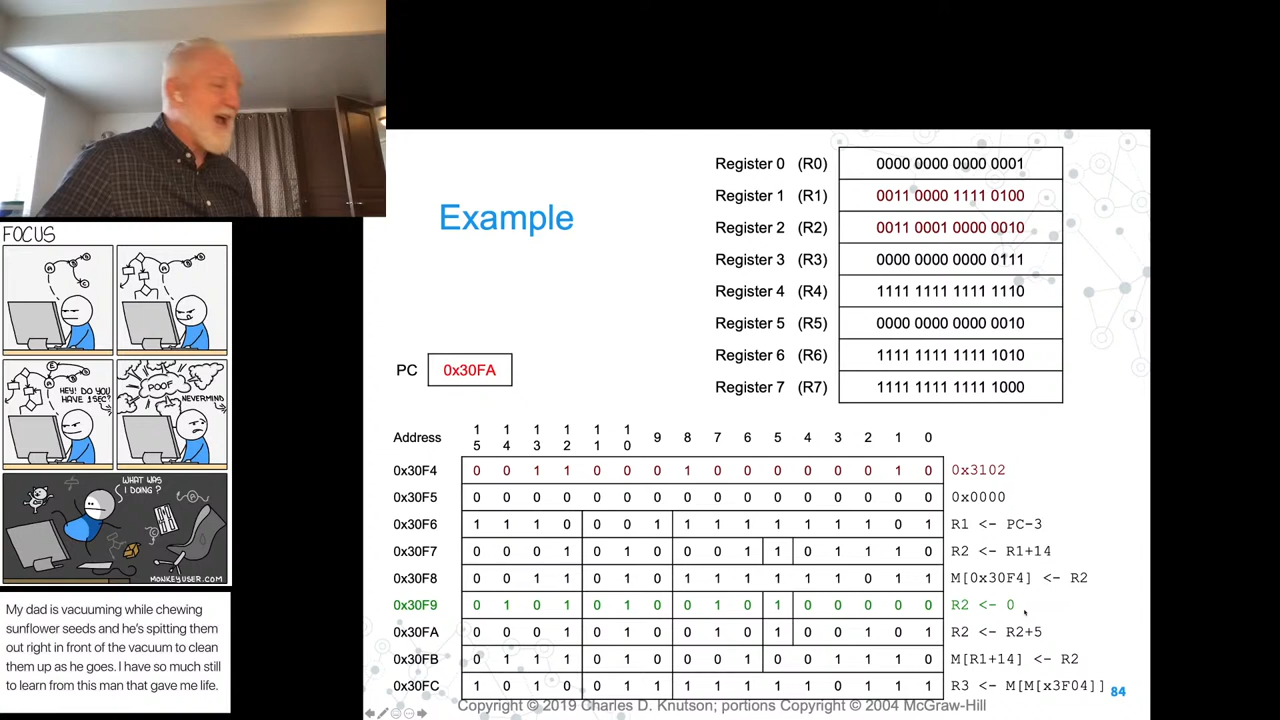 FOCUS
HEY! DO YOU
HAVE 1 SEC?
POOF
NEVERMIND
WHAT WAS
I DOING?
MONKEYUSER.COM
My dad is vacuuming while chewing
sunflower seeds and he's spitting them
out right in front of the vacuum to clean
them up as he goes. I have so much still
to learn from this man that gave me life.
Example
Register 0 (R0) 0000 0000 0000 0001
Register 1 (R1) 0011 0000 1111 0100
Register 2 (R2) 0011 0001 0000 0010
Register 3 (R3) 0000 0000 0000 0111
Register 4 (R4) 1111 1111 1111 1110
Register 5 (R5) 0000 0000 0000 0010
Register 6 (R6) 1111 1111 1111 1010
Register 7 (R7) 1111 1111 1111 1000
PC 0x30FA
Address 15 14 13 12 11 10 9 8 7 6 5 4 3 2 1 0
0x30F4 0 0 1 1 0 0 0 1 0 0 0 0 0 0 1 0 0x3102
0x30F5 0 0 0 0 0 0 0 0 0 0 0 0 0 0 0 0 0x0000
0x30F6 1 1 1 0 0 0 1 1 1 1 1 1 1 1 0 1 R1 <- PC-3
0x30F7 0 0 0 1 0 1 0 0 0 1 1 0 1 1 1 0 R2 <- R1+14
0x30F8 0 0 1 1 0 1 0 1 1 1 1 1 1 0 1 1 M[0x30F4] <- R2
0x30F9 0 1 0 1 0 1 0 0 1 0 1 0 0 0 0 0 R2 <- 0
0x30FA 0 0 0 1 0 1 0 0 1 0 1 0 0 1 0 1 R2 <- R2+5
0x30FB 0 1 1 1 0 1 0 0 0 1 0 0 1 1 1 0 M[R1+14] <- R2
0x30FC 1 0 1 0 0 1 1 1 1 1 1 1 0 1 1 1 R3 <- M[M[x3F04]]
84
Copyright © 2019 Charles D. Knutson; portions Copyright © 2004 McGraw-Hill